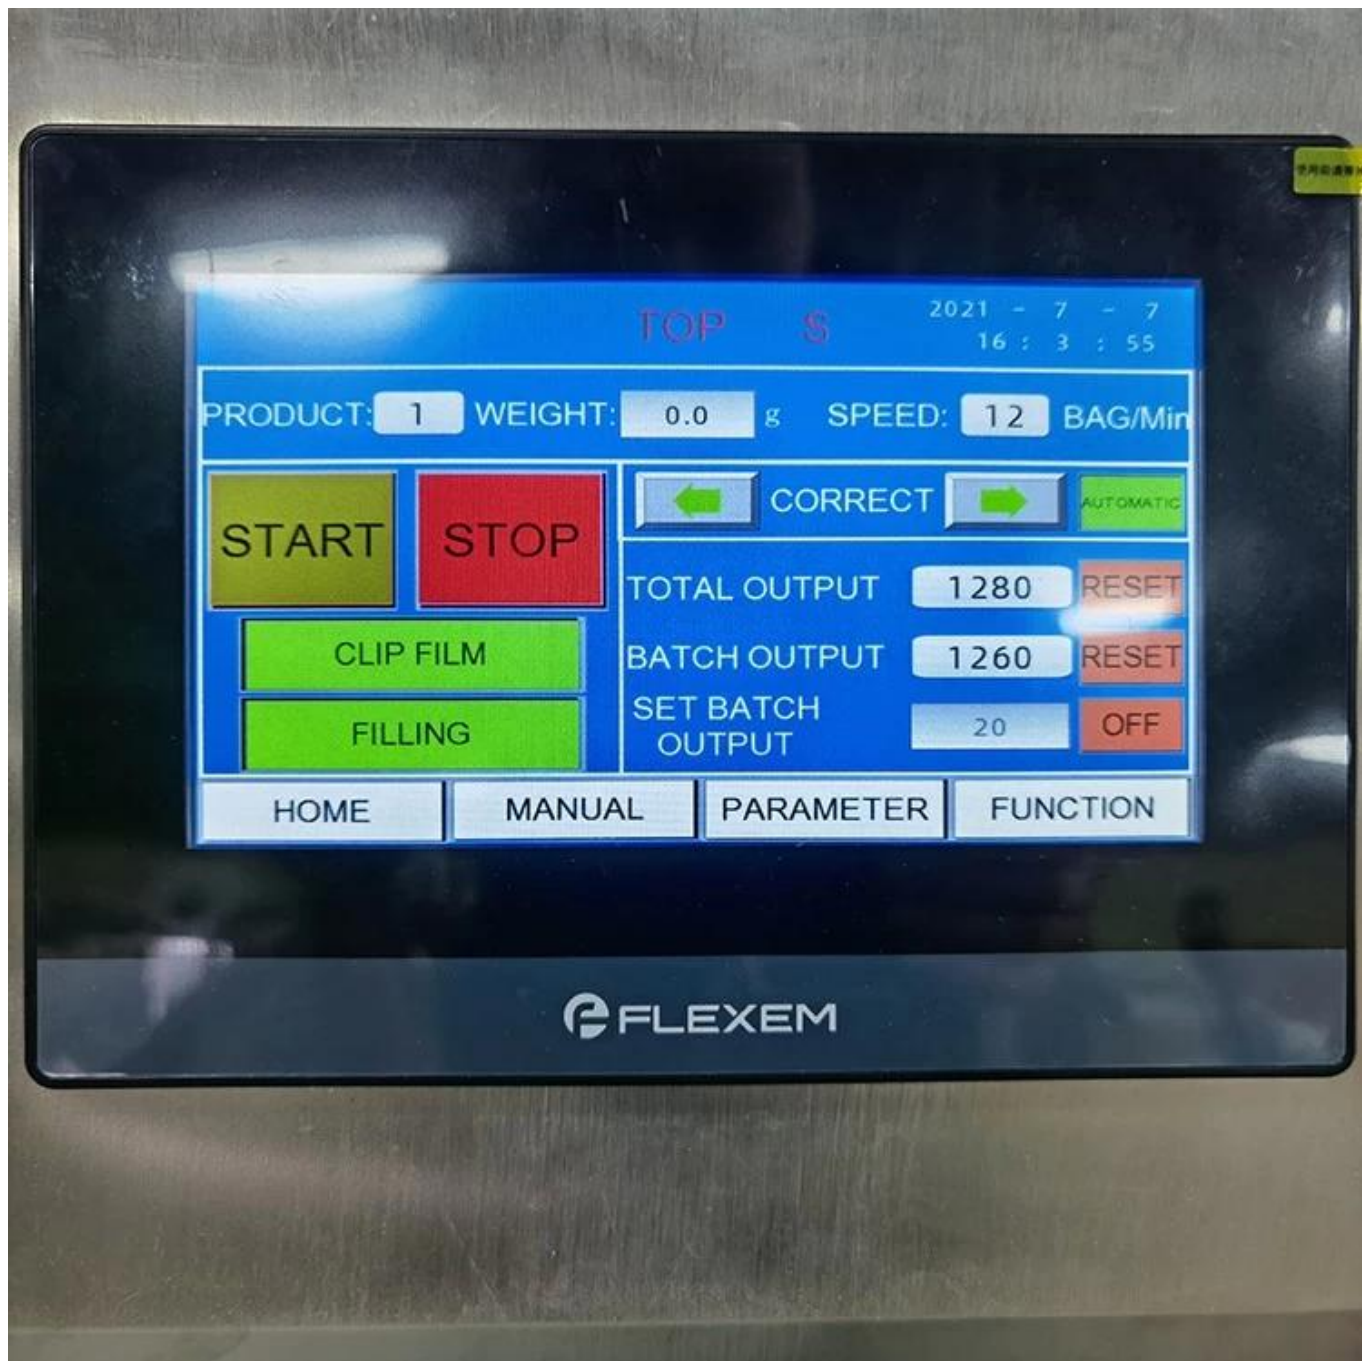 TOP S
2021 - 7 - 7
16 : 3 : 55
PRODUCT: 1 WEIGHT: 0.0 g SPEED: 12 BAG/Min
START STOP
CORRECT AUTOMATIC
TOTAL OUTPUT 1280 RESET
CLIP FILM
BATCH OUTPUT 1260 RESET
FILLING
SET BATCH
OUTPUT
20 OFF
HOME MANUAL PARAMETER FUNCTION
FLEXEM